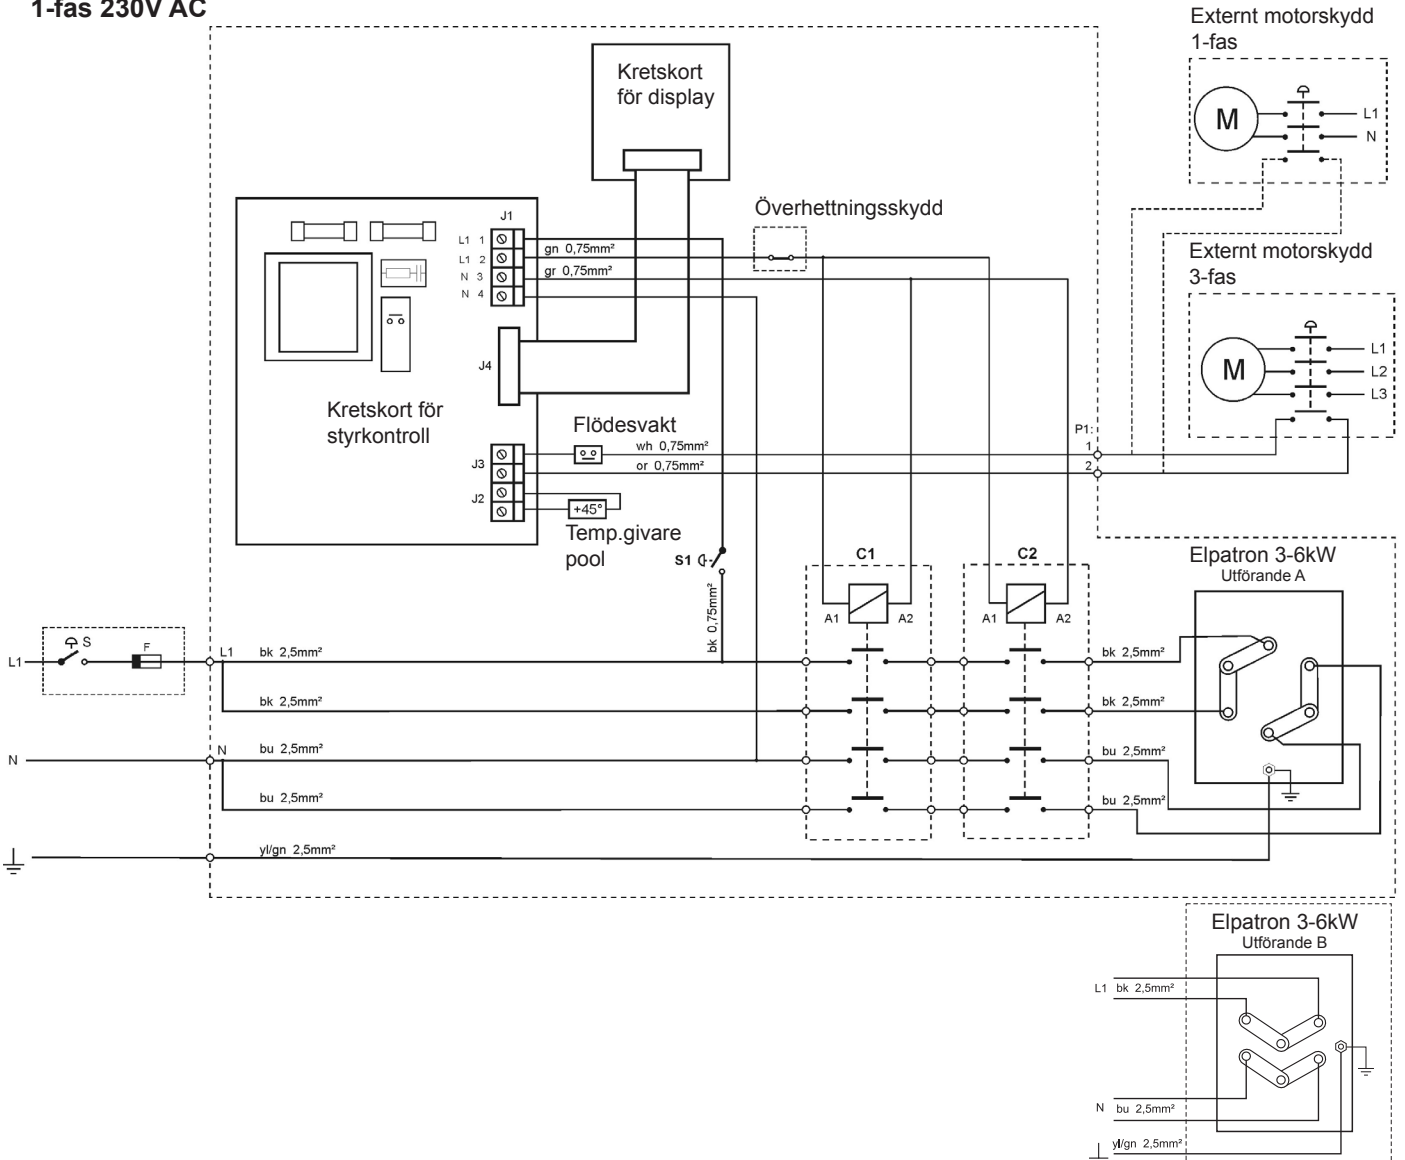 1-fas 230V AC
Externt motorskydd
1-fas
M
L1
N
Kretskort
för display
Överhettningsskydd
J1
L1 1
L1 2
N 3
N 4
gn 0,75mm²
gr 0,75mm²
Externt motorskydd
3-fas
M
L1
L2
L3
J4
Kretskort för
styrkontroll
Flödesvakt
wh 0,75mm²
or 0,75mm²
P1:
1
2
J3
J2
+45°
Temp.givare
pool
S1
bk 0,75mm²
C1
A1
A2
C2
A1
A2
Elpatron 3-6kW
Utförande A
L1
S
F
L1
bk 2,5mm²
bk 2,5mm²
bk 2,5mm²
bk 2,5mm²
N
N
bu 2,5mm²
bu 2,5mm²
bu 2,5mm²
bu 2,5mm²
yl/gn 2,5mm²
Elpatron 3-6kW
Utförande B
L1 bk 2,5mm²
N bu 2,5mm²
yl/gn 2,5mm²